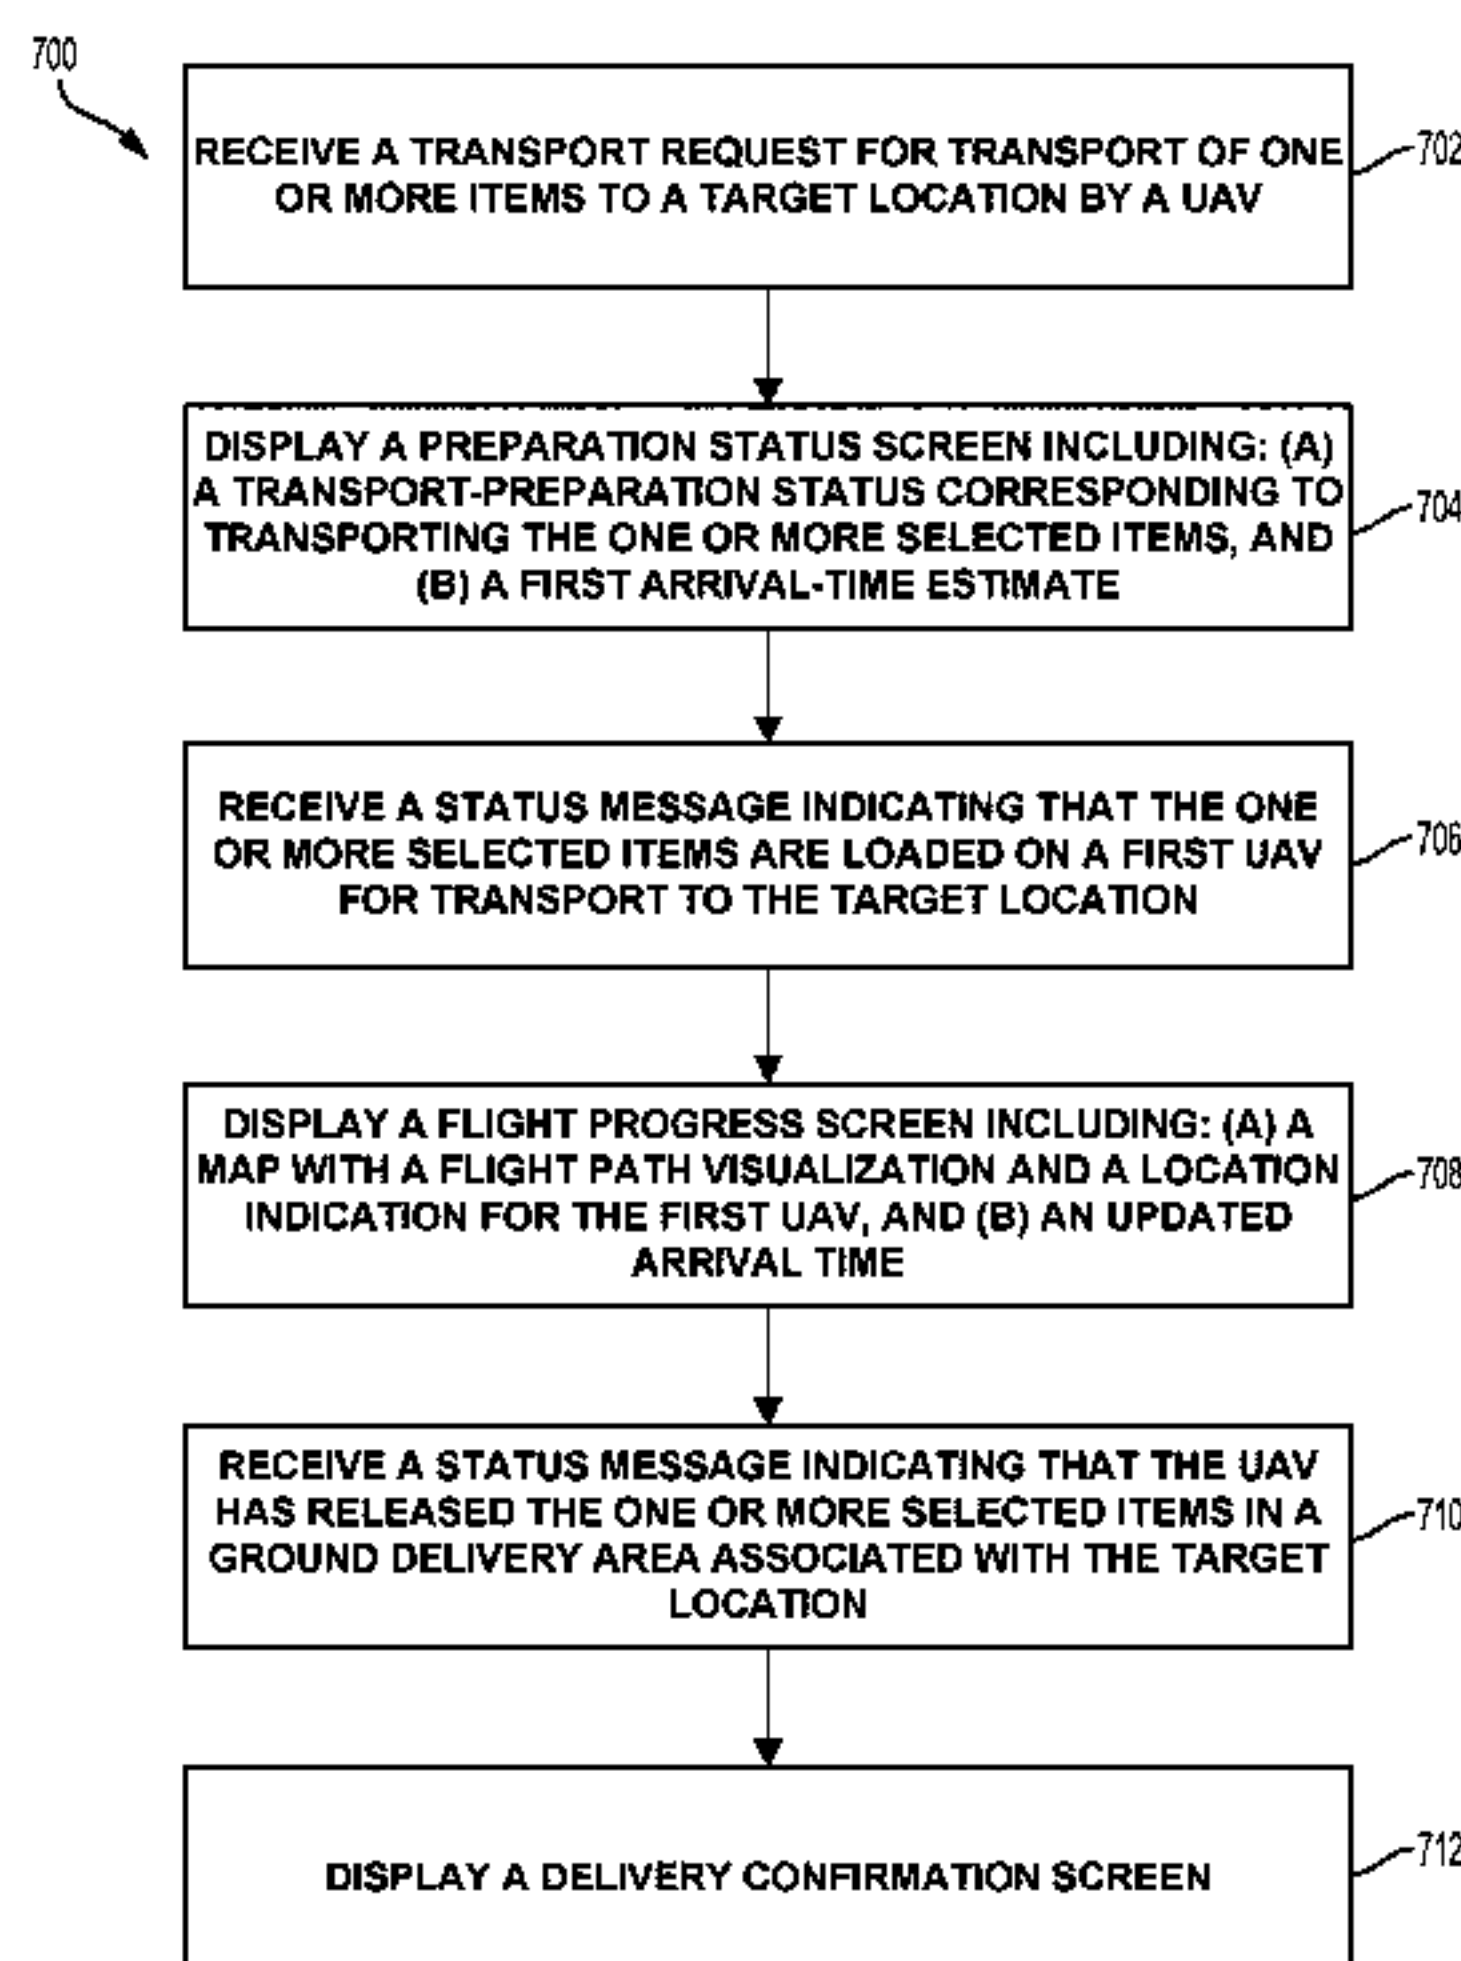 700
RECEIVE A TRANSPORT REQUEST FOR TRANSPORT OF ONE
OR MORE ITEMS TO A TARGET LOCATION BY A UAV
702
DISPLAY A PREPARATION STATUS SCREEN INCLUDING: (A)
A TRANSPORT-PREPARATION STATUS CORRESPONDING TO
TRANSPORTING THE ONE OR MORE SELECTED ITEMS, AND
(B) A FIRST ARRIVAL-TIME ESTIMATE
704
RECEIVE A STATUS MESSAGE INDICATING THAT THE ONE
OR MORE SELECTED ITEMS ARE LOADED ON A FIRST UAV
FOR TRANSPORT TO THE TARGET LOCATION
706
DISPLAY A FLIGHT PROGRESS SCREEN INCLUDING: (A) A
MAP WITH A FLIGHT PATH VISUALIZATION AND A LOCATION
INDICATION FOR THE FIRST UAV, AND (B) AN UPDATED
ARRIVAL TIME
708
RECEIVE A STATUS MESSAGE INDICATING THAT THE UAV
HAS RELEASED THE ONE OR MORE SELECTED ITEMS IN A
GROUND DELIVERY AREA ASSOCIATED WITH THE TARGET
LOCATION
710
DISPLAY A DELIVERY CONFIRMATION SCREEN
712